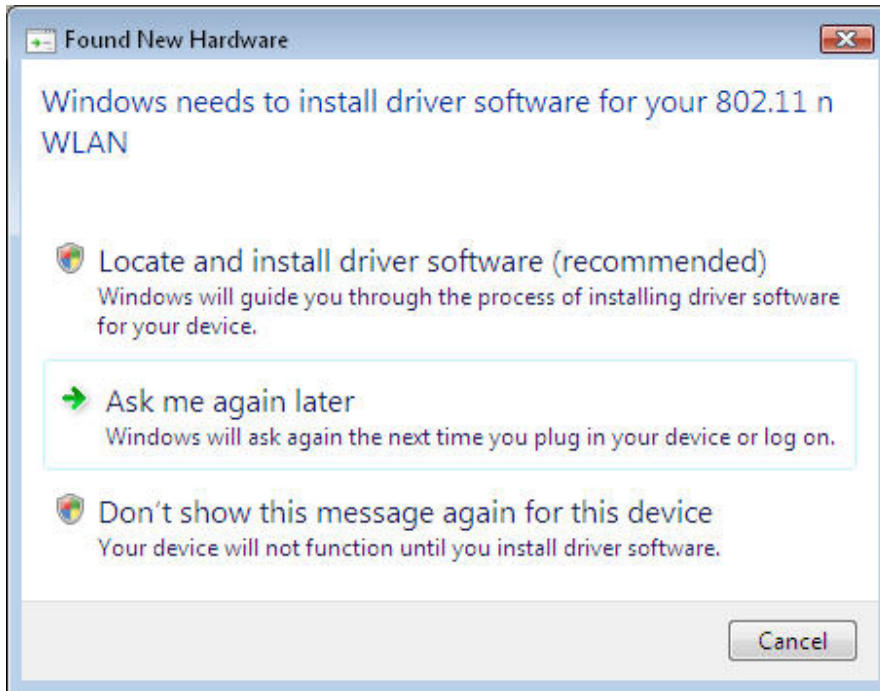 Found New Hardware
Windows needs to install driver software for your 802.11 n
WLAN
Locate and install driver software (recommended)
Windows will guide you through the process of installing driver software
for your device.
Ask me again later
Windows will ask again the next time you plug in your device or log on.
Don't show this message again for this device
Your device will not function until you install driver software.
Cancel